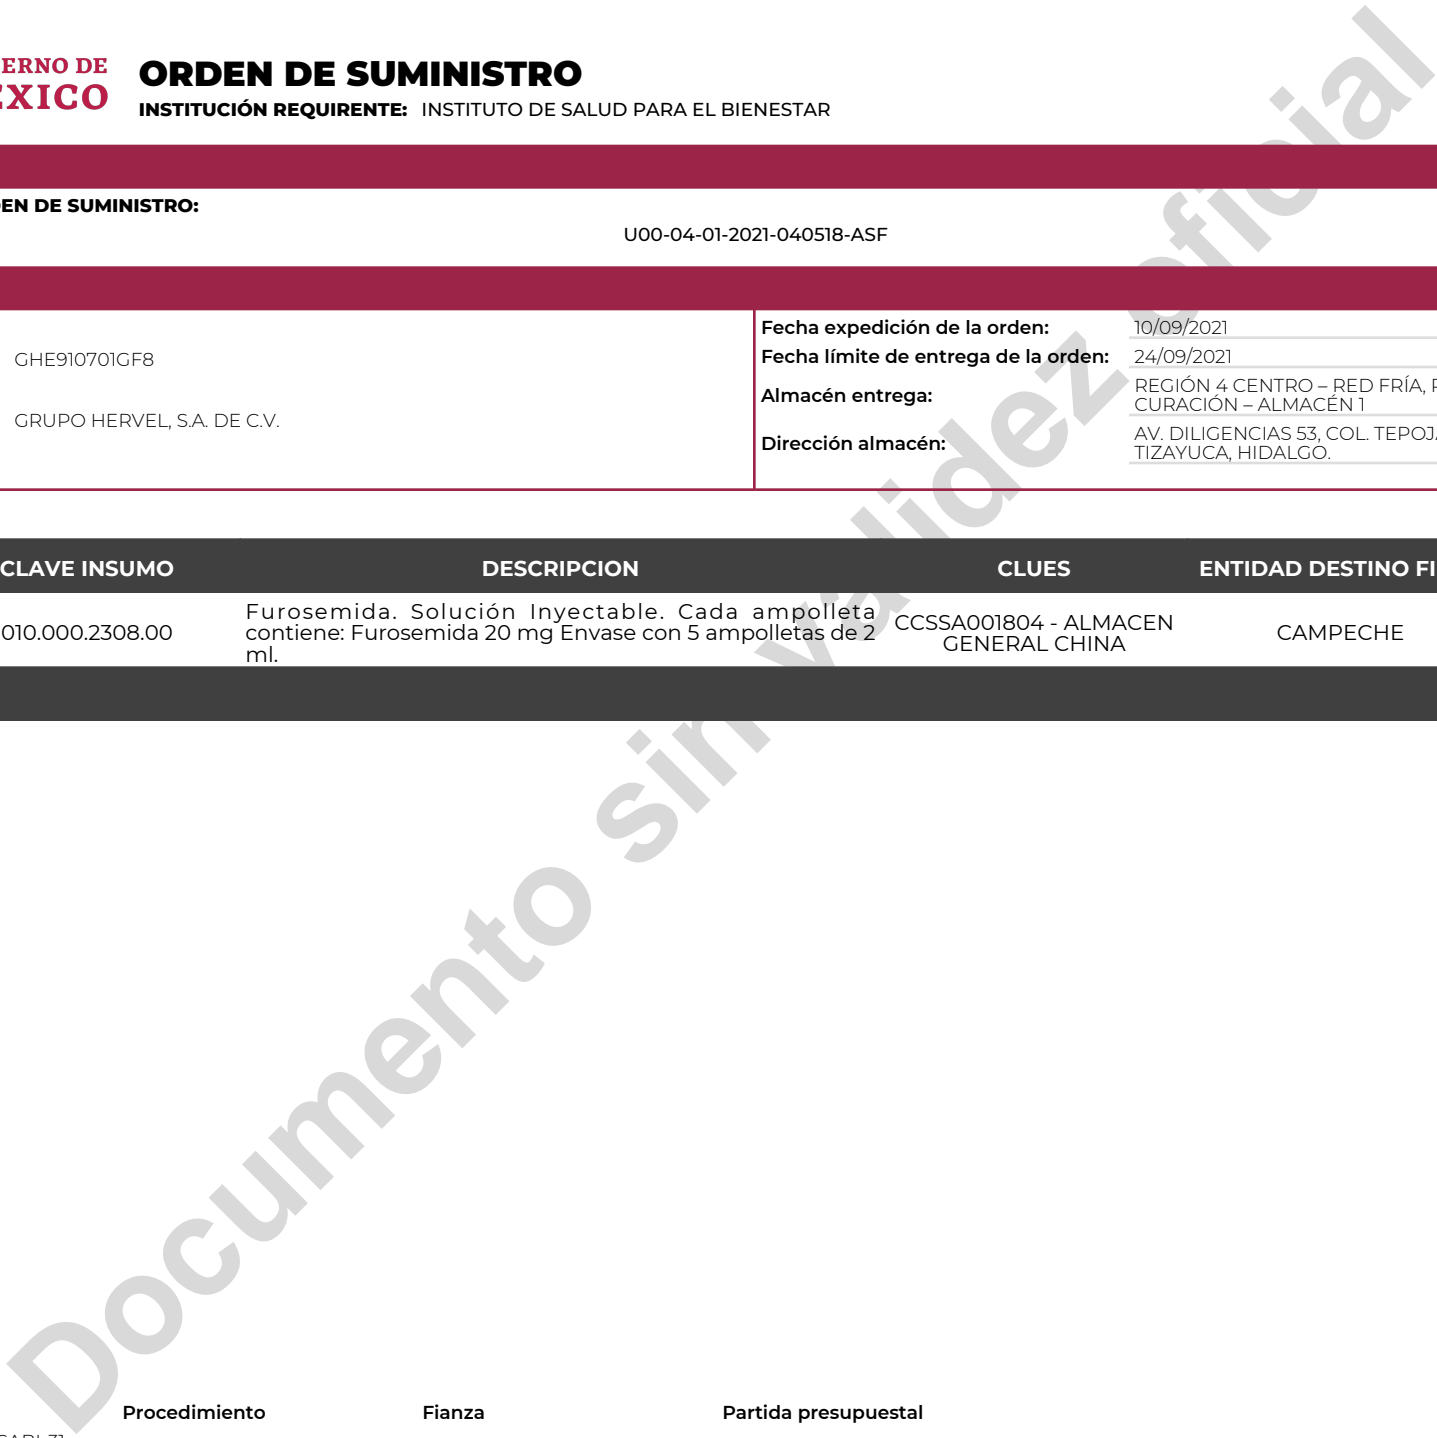 ERNO DE
ÉXICO
ORDEN DE SUMINISTRO
INSTITUCIÓN REQUIRENTE: INSTITUTO DE SALUD PARA EL BIENESTAR
EN DE SUMINISTRO:
U00-04-01-2021-040518-ASF
GHE910701GF8
GRUPO HERVEL, S.A. DE C.V.
Fecha expedición de la orden: 10/09/2021
Fecha límite de entrega de la orden: 24/09/2021
Almacén entrega: REGIÓN 4 CENTRO – RED FRÍA,
CURACIÓN – ALMACÉN 1
Dirección almacén: AV. DILIGENCIAS 53, COL. TEPOJ
TIZAYUCA, HIDALGO.
CLAVE INSUMO DESCRIPCION CLUES ENTIDAD DESTINO FI
010.000.2308.00
Furosemida. Solución Inyectable. Cada ampolleta
contiene: Furosemida 20 mg Envase con 5 ampolletas de 2
ml.
CCSSA001804 - ALMACEN
GENERAL CHINA
CAMPECHE
Documento sin validez oficial
Procedimiento Fianza Partida presupuestal